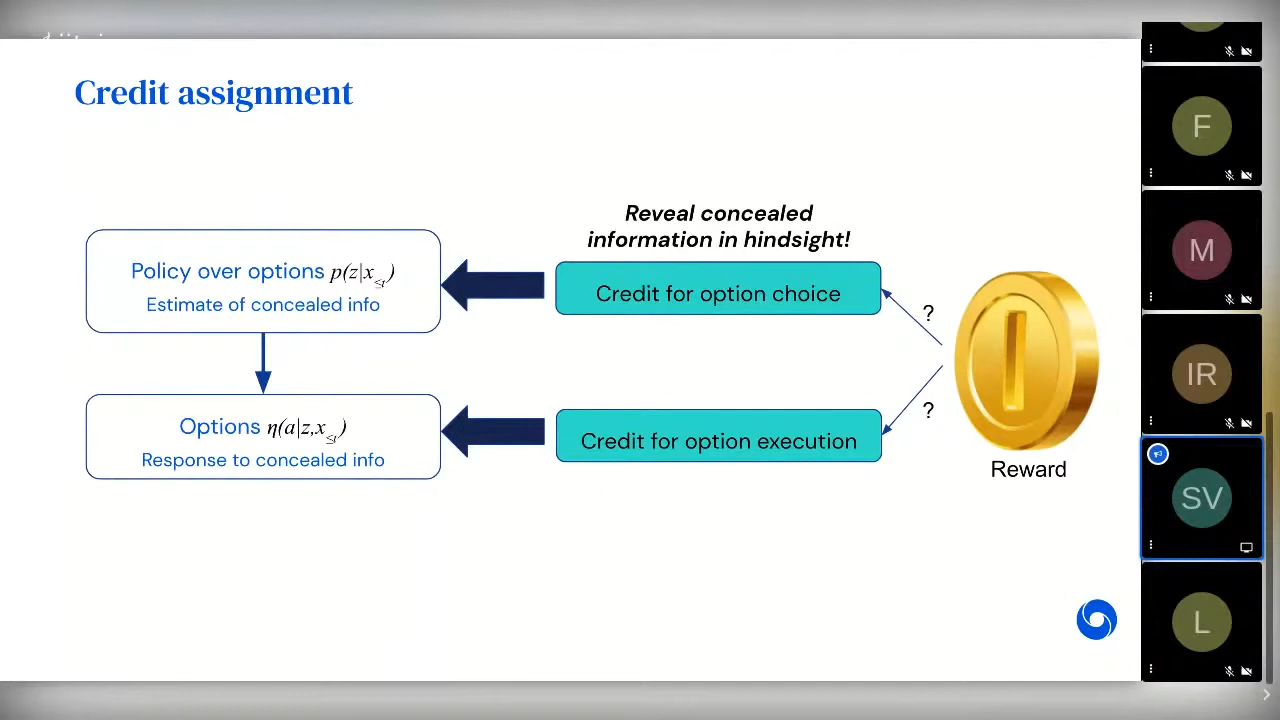 Credit assignment
Reveal concealed
information in hindsight!
Policy over options p(z|x≤t)
Estimate of concealed info
Credit for option choice
?
Options η(a|z,x≤t)
Response to concealed info
Credit for option execution
?
Reward
F
M
IR
SV
L